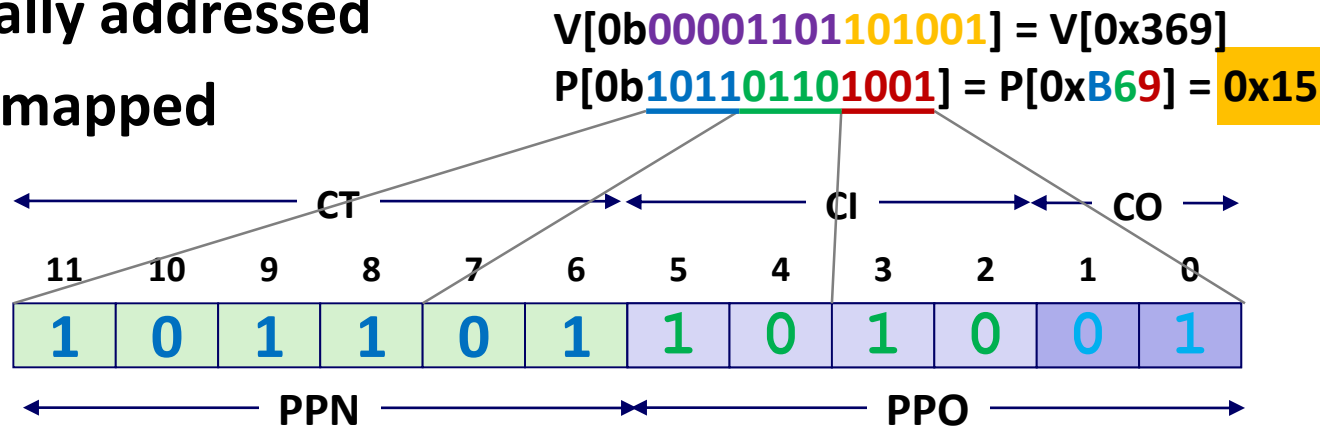 ally addressed
mapped
V[0b00001101101001] = V[0x369]
P[0b101101101001] = P[0xB69] = 0x15
CT CI CO
11 10 9 8 7 6 5 4 3 2 1 0
1 0 1 1 0 1 1 0 1 0 0 1
PPN PPO